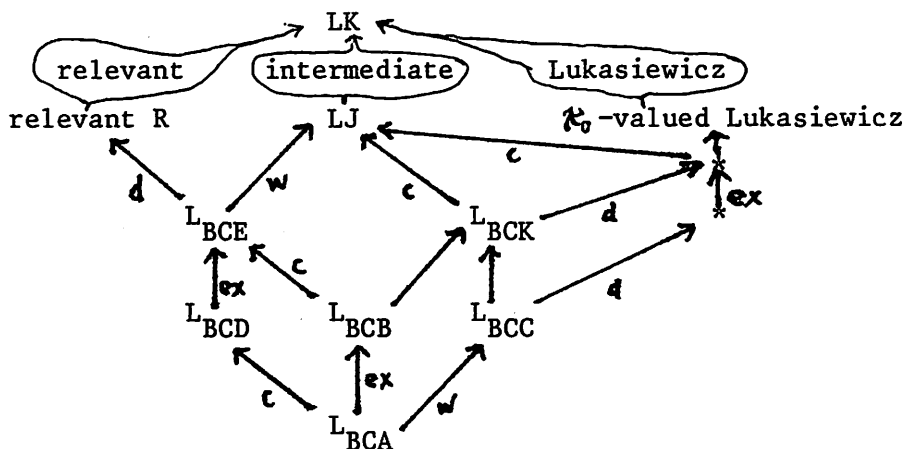 LK
relevant intermediate Lukasiewicz
relevant R LJ ℵ₀-valued Lukasiewicz
c
d w c * ex
L_BCE L_BCK d *
ex c d
L_BCD L_BCB L_BCC
c ex w
L_BCA